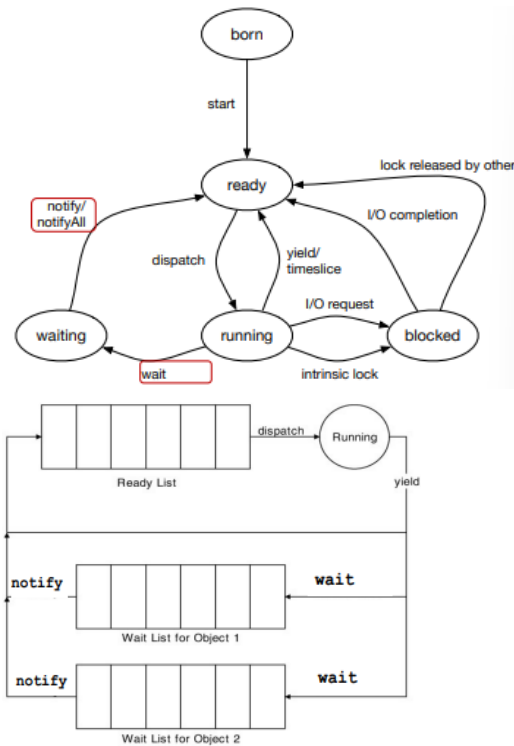 born
start
lock released by other
ready
notify/
notifyAll
I/O completion
dispatch
yield/
timeslice
I/O request
waiting
running
blocked
wait
intrinsic lock
dispatch
Running
Ready List
yield
notify
wait
Wait List for Object 1
notify
wait
Wait List for Object 2